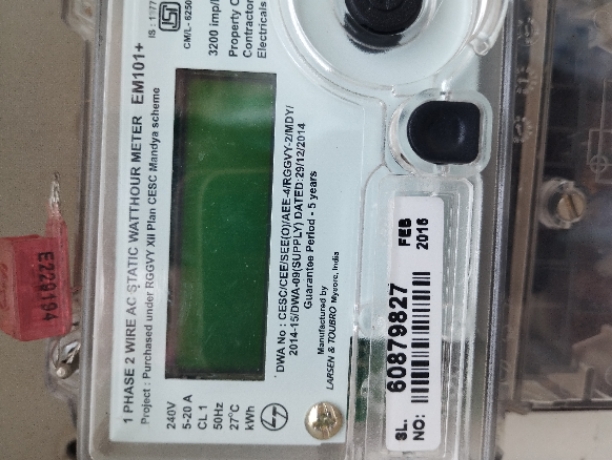 1 PHASE 2 WIRE AC STATIC WATTHOUR METER EM101+
Project : Purchased under RGGVY XII Plan CESC Mandya scheme
IS : 1377
CM/L- 6250
3200 imp/
Property O
Contractor
Electricals
240V
5-20 A
CL 1
50Hz
27°C
kWh
DWA No : CESC/CEE/SEE(O)/AEE-4/RGGVY-2/MDY/
2014-15/DWA-09(SUPPLY) DATED:29/12/2014
Guarantee Period - 5 years
Manufactured by
LARSEN & TOUBRO Mysore, India
SL. NO: 60879827
FEB 2016
E229194